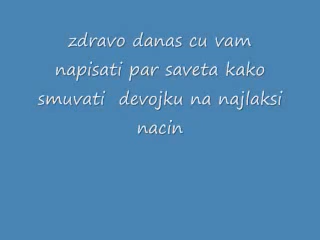 zdravo danas cu vam
napisati par saveta kako
smuvati devojku na najlaksi
nacin